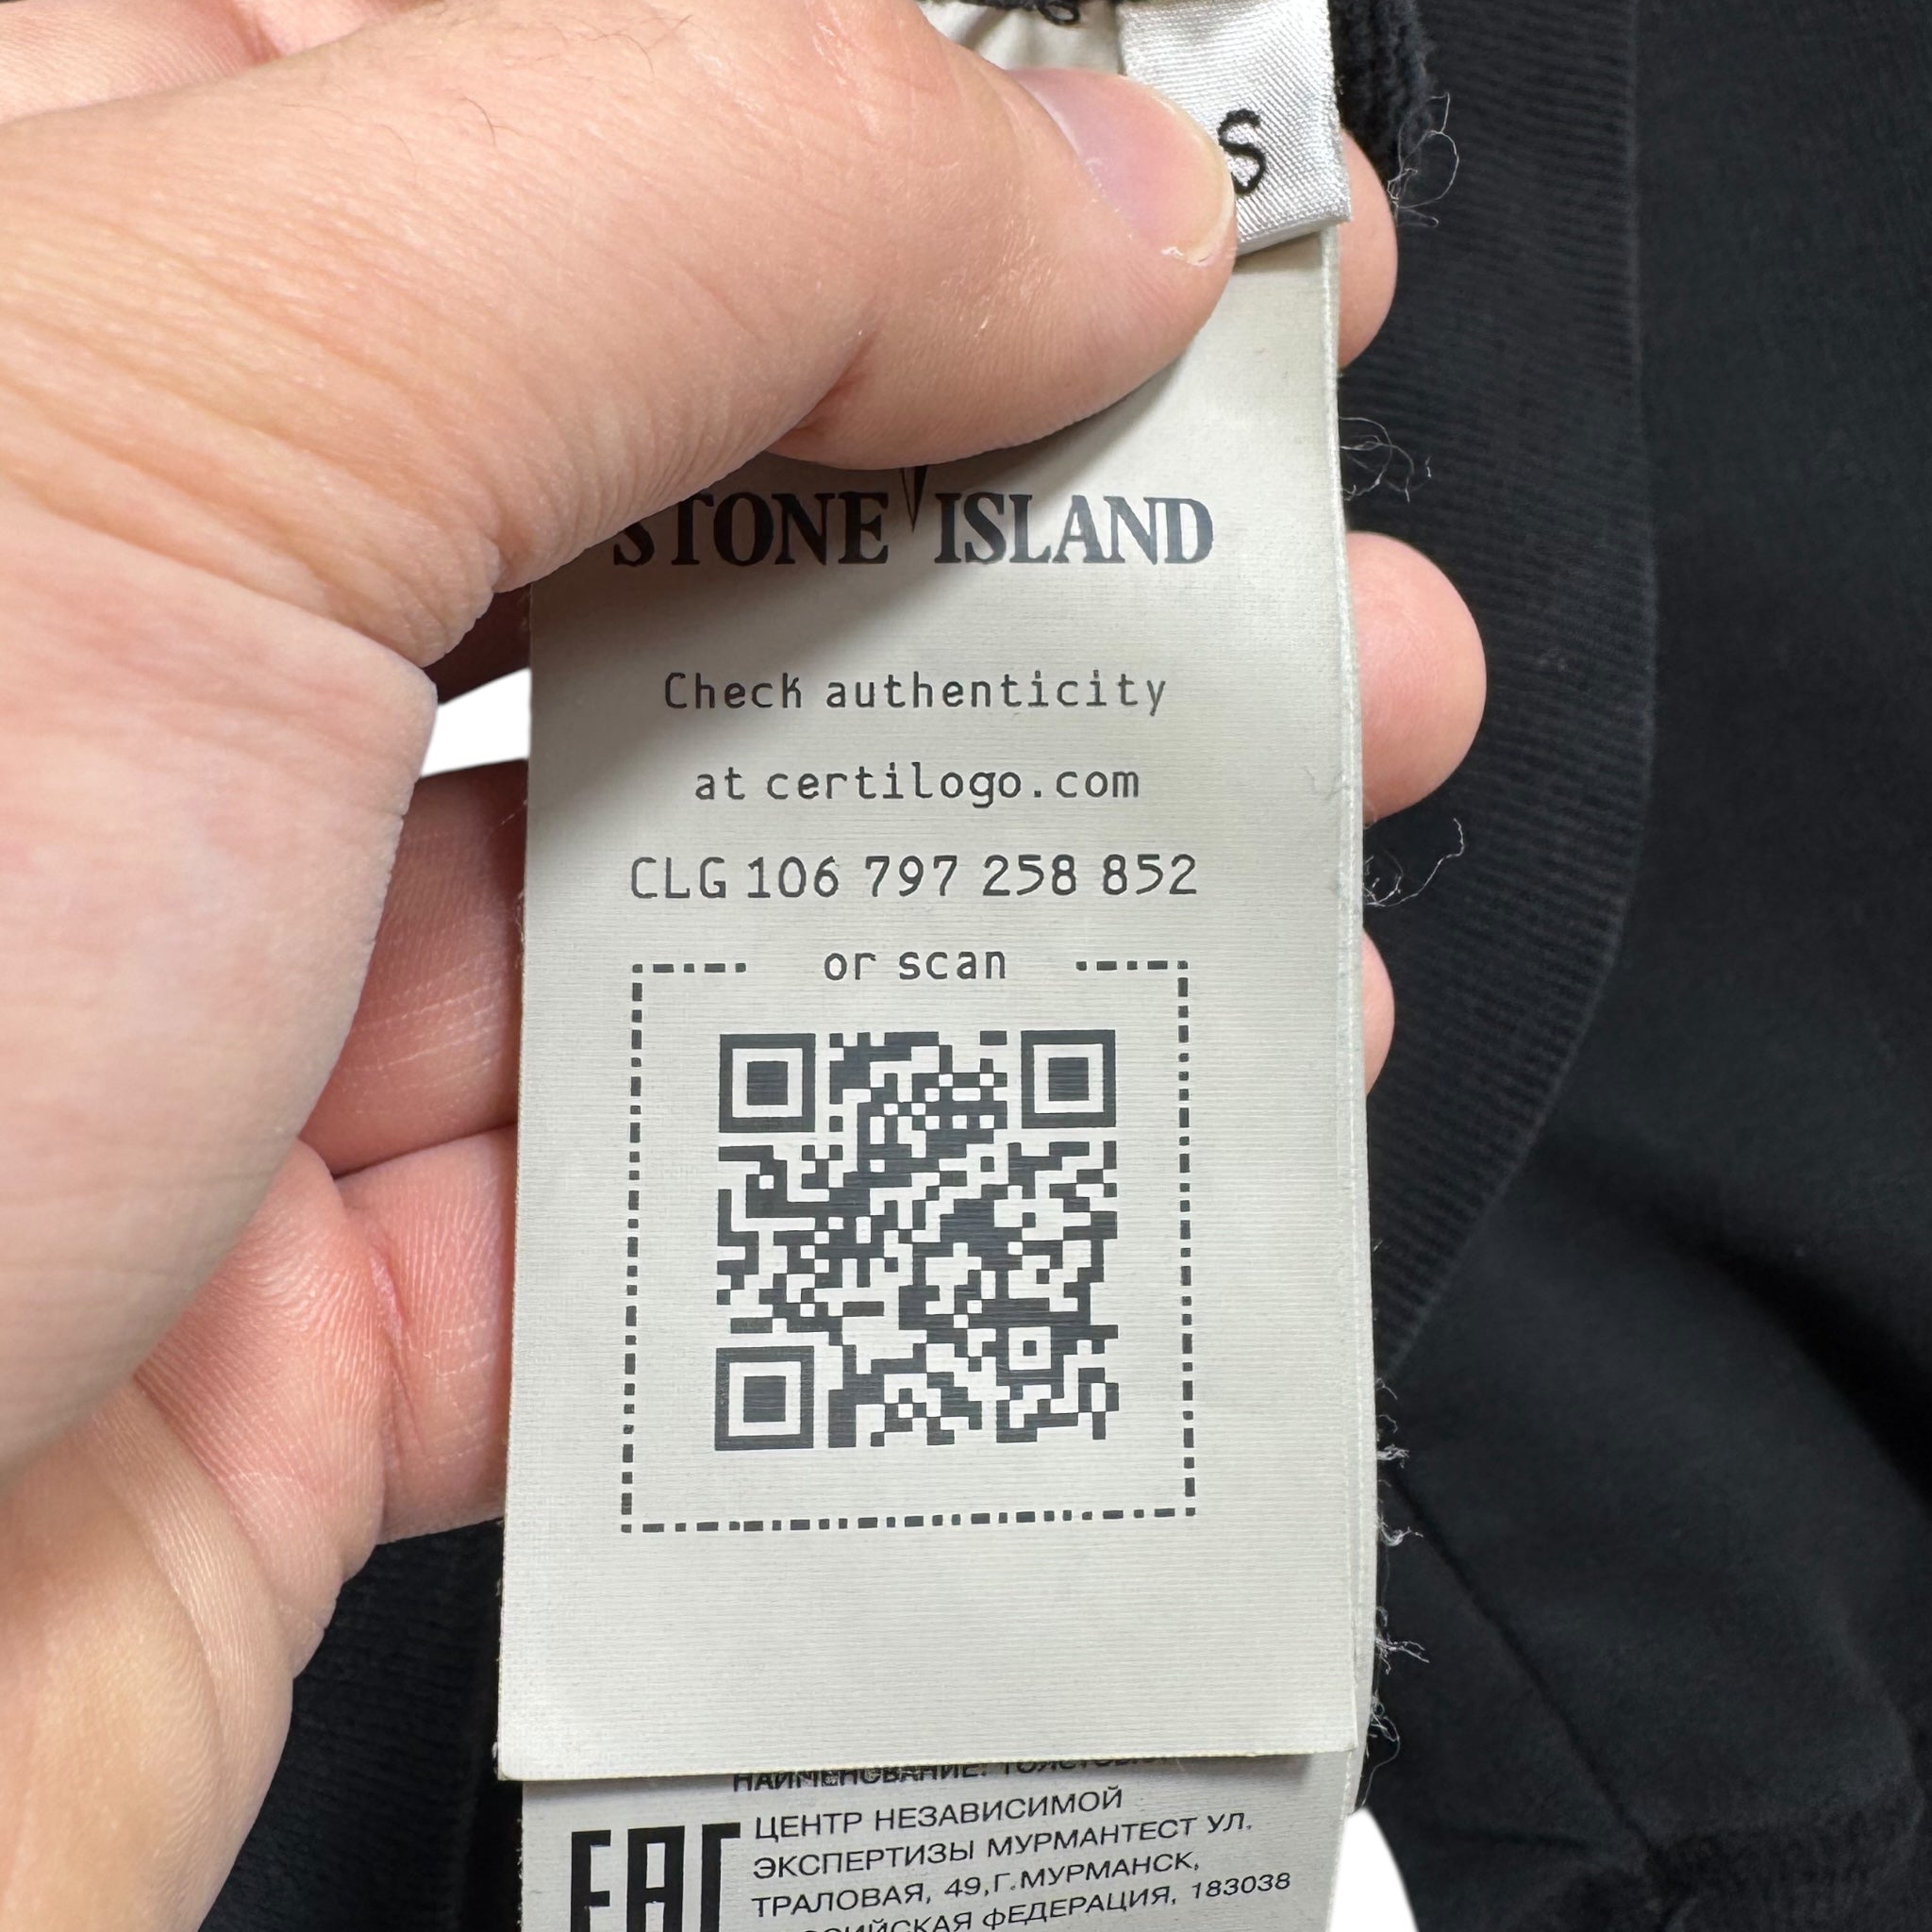 S
STONE ISLAND
Check authenticity
at certilogo.com
CLG 106 797 258 852
or scan
НАИМЕНОВАНИЕ:
EAC
ЦЕНТР НЕЗАВИСИМОЙ
ЭКСПЕРТИЗЫ МУРМАНТЕСТ УЛ.
ТРАЛОВАЯ, 49,Г.МУРМАНСК,
ФЕДЕРАЦИЯ, 183038